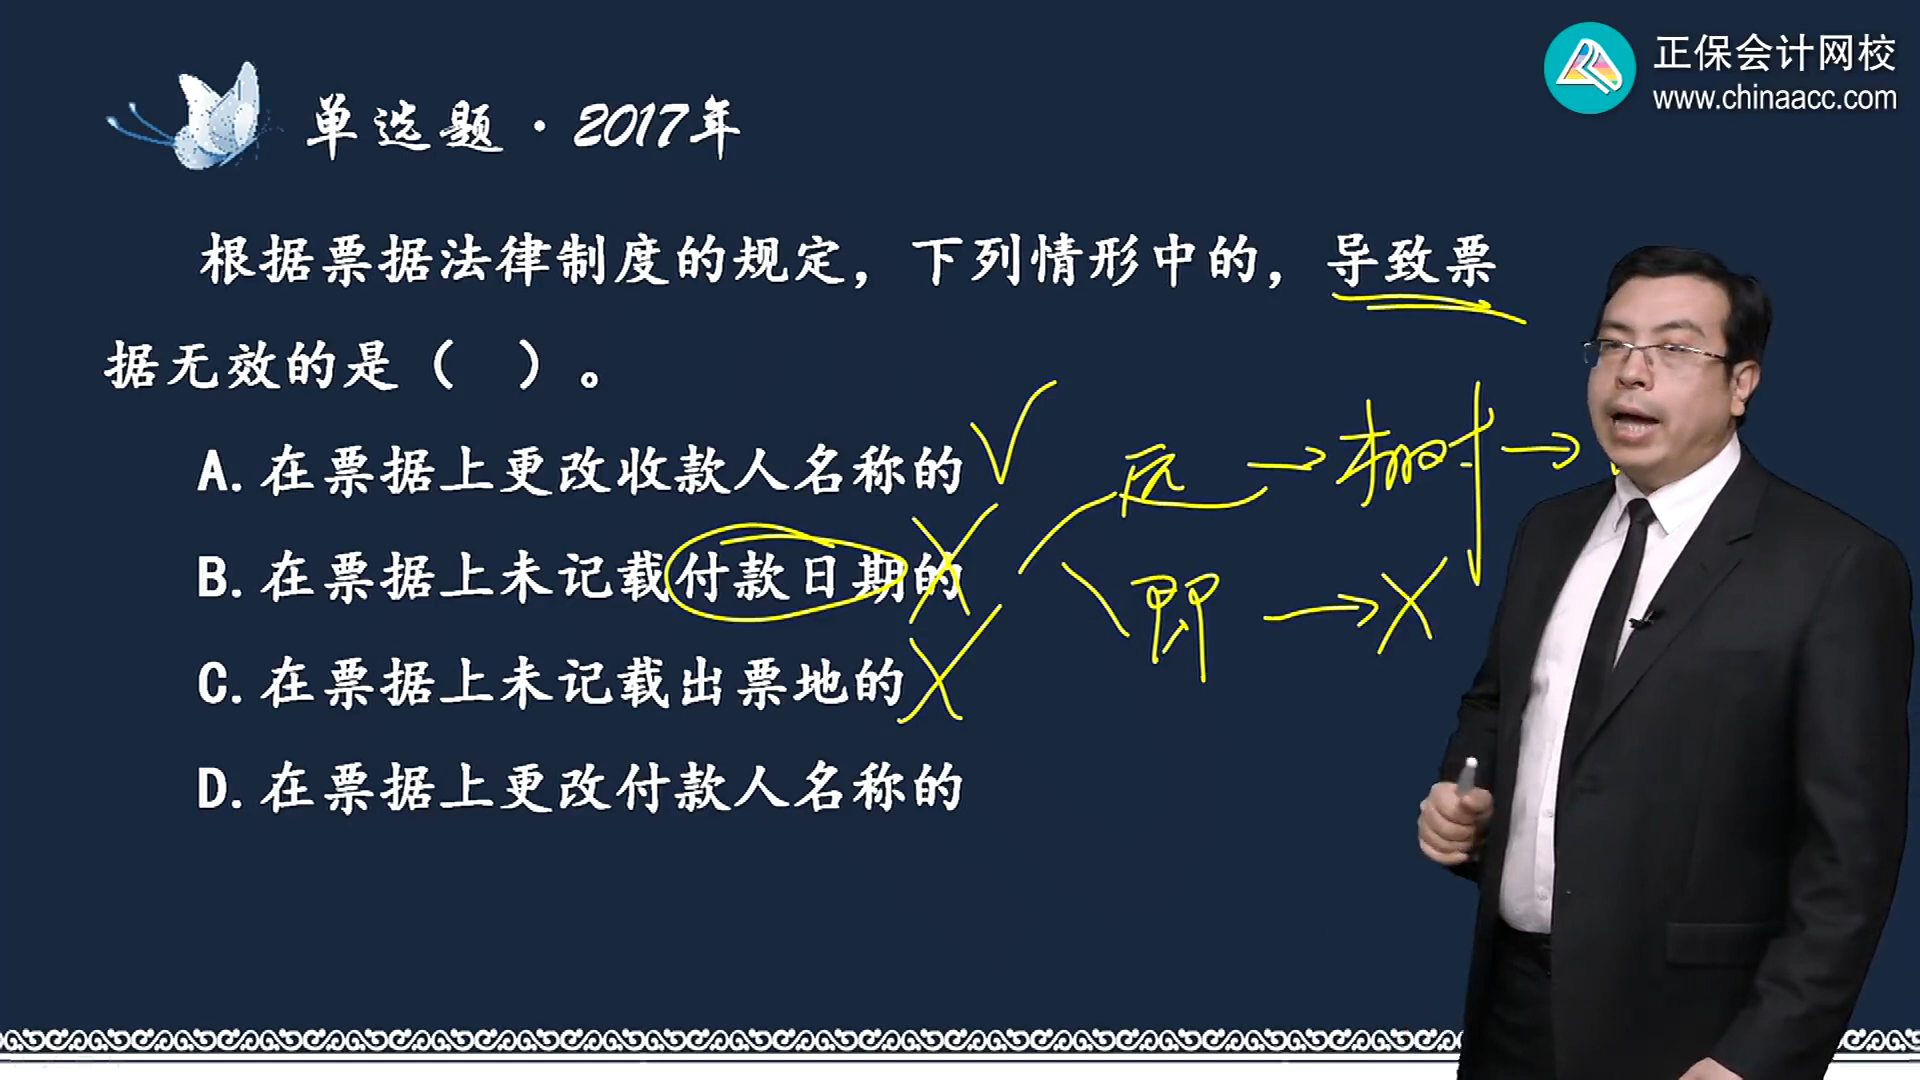 正保会计网校
www.chinaacc.com
单选题·2017年
根据票据法律制度的规定，下列情形中的，导致票
据无效的是（ ）。
A.在票据上更改收款人名称的
B.在票据上未记载付款日期的
C.在票据上未记载出票地的
D.在票据上更改付款人名称的
远
即